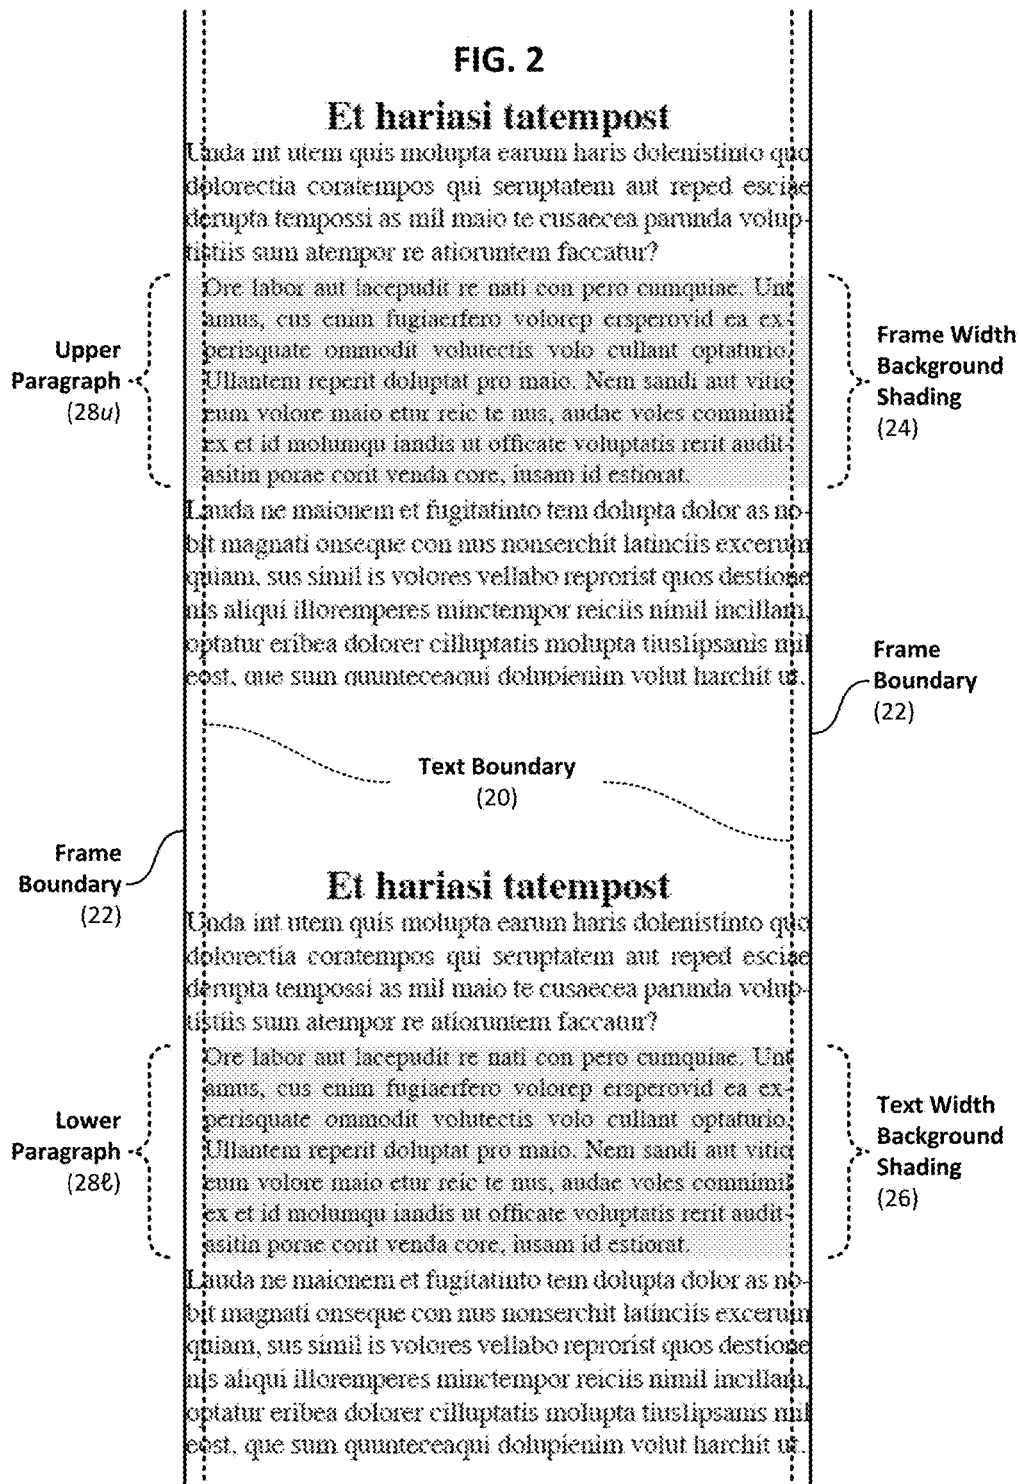 FIG. 2
Et hariasi tatempost
Unda int utem quis molupta earum haris dolenistinto quo
dolorectia coratempos qui seruptatem aut reped esciae
derupta tempossi as mil maio te cusaecea parunda volup-
tistiis sum atempor re atioruntem faccatur?
Ore labor aut lacepudit re nati con pero cumquiae. Unt
amus, cus enim fugiaerfero volorep ersperovid ea ex-
perisquate ommodit volutectis volo cullant optaturio.
Ullantem reperit doluptat pro maio. Nem sandi aut vitio
eum volore maio etur reic te nus, audae voles comnimil
ex et id molumqu iandis ut officate voluptatis rerit audit-
asitin porae corit venda core, iusam id estiorat.
Upper
Paragraph
(28u)
Frame Width
Background
Shading
(24)
Lauda ne maionem et fugitatinto tem dolupta dolor as no-
bit magnati onseque con nus nonserchit latinciis excerum
quiam, sus simil is volores vellabo reprorist quos destione
nis aliqui illoremperes minctempor reiciis nimil incillam,
optatur eribea dolorer cilluptatis molupta tiuslipsanis mil
eost, que sum quunteceaqui dolupienim volut harchit ut.
Frame
Boundary
(22)
Text Boundary
(20)
Frame
Boundary
(22)
Et hariasi tatempost
Unda int utem quis molupta earum haris dolenistinto quo
dolorectia coratempos qui seruptatem aut reped esciae
derupta tempossi as mil maio te cusaecea parunda volup-
tistiis sum atempor re atioruntem faccatur?
Ore labor aut lacepudit re nati con pero cumquiae. Unt
amus, cus enim fugiaerfero volorep ersperovid ea ex-
perisquate ommodit volutectis volo cullant optaturio.
Ullantem reperit doluptat pro maio. Nem sandi aut vitio
eum volore maio etur reic te nus, audae voles comnimil
ex et id molumqu iandis ut officate voluptatis rerit audit-
asitin porae corit venda core, iusam id estiorat.
Lower
Paragraph
(28ℓ)
Text Width
Background
Shading
(26)
Lauda ne maionem et fugitatinto tem dolupta dolor as no-
bit magnati onseque con nus nonserchit latinciis excerum
quiam, sus simil is volores vellabo reprorist quos destione
nis aliqui illoremperes minctempor reiciis nimil incillam,
optatur eribea dolorer cilluptatis molupta tiuslipsanis mil
eost, que sum quunteceaqui dolupienim volut harchit ut.